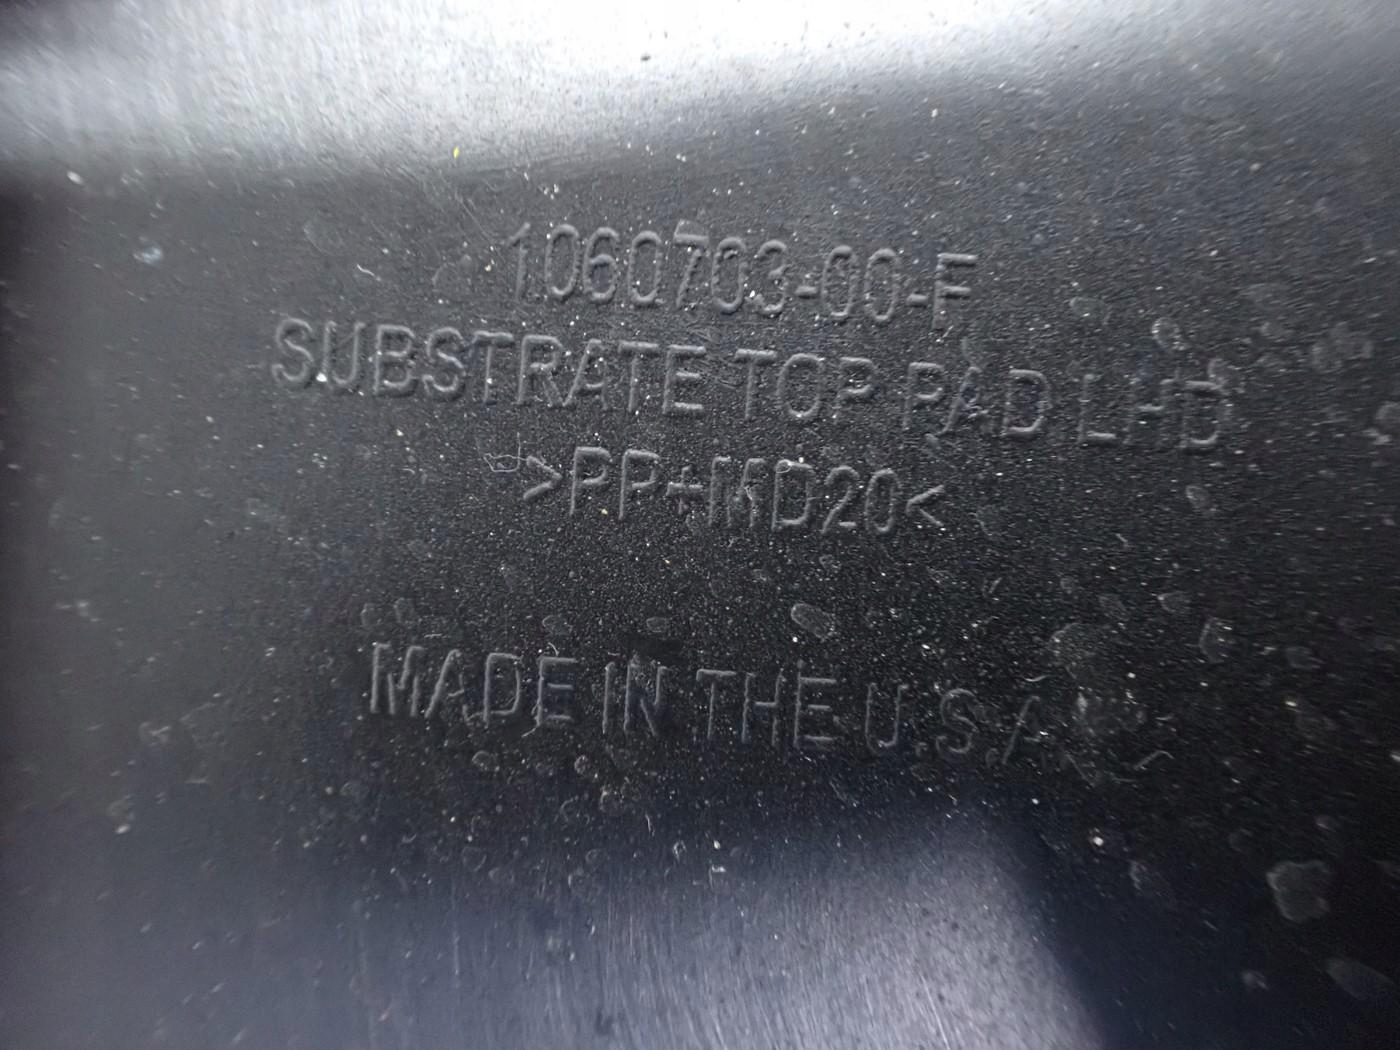 1060703-00-F
SUBSTRATE TOP PAD LHD
>PP+MD20<
MADE IN THE U.S.A.